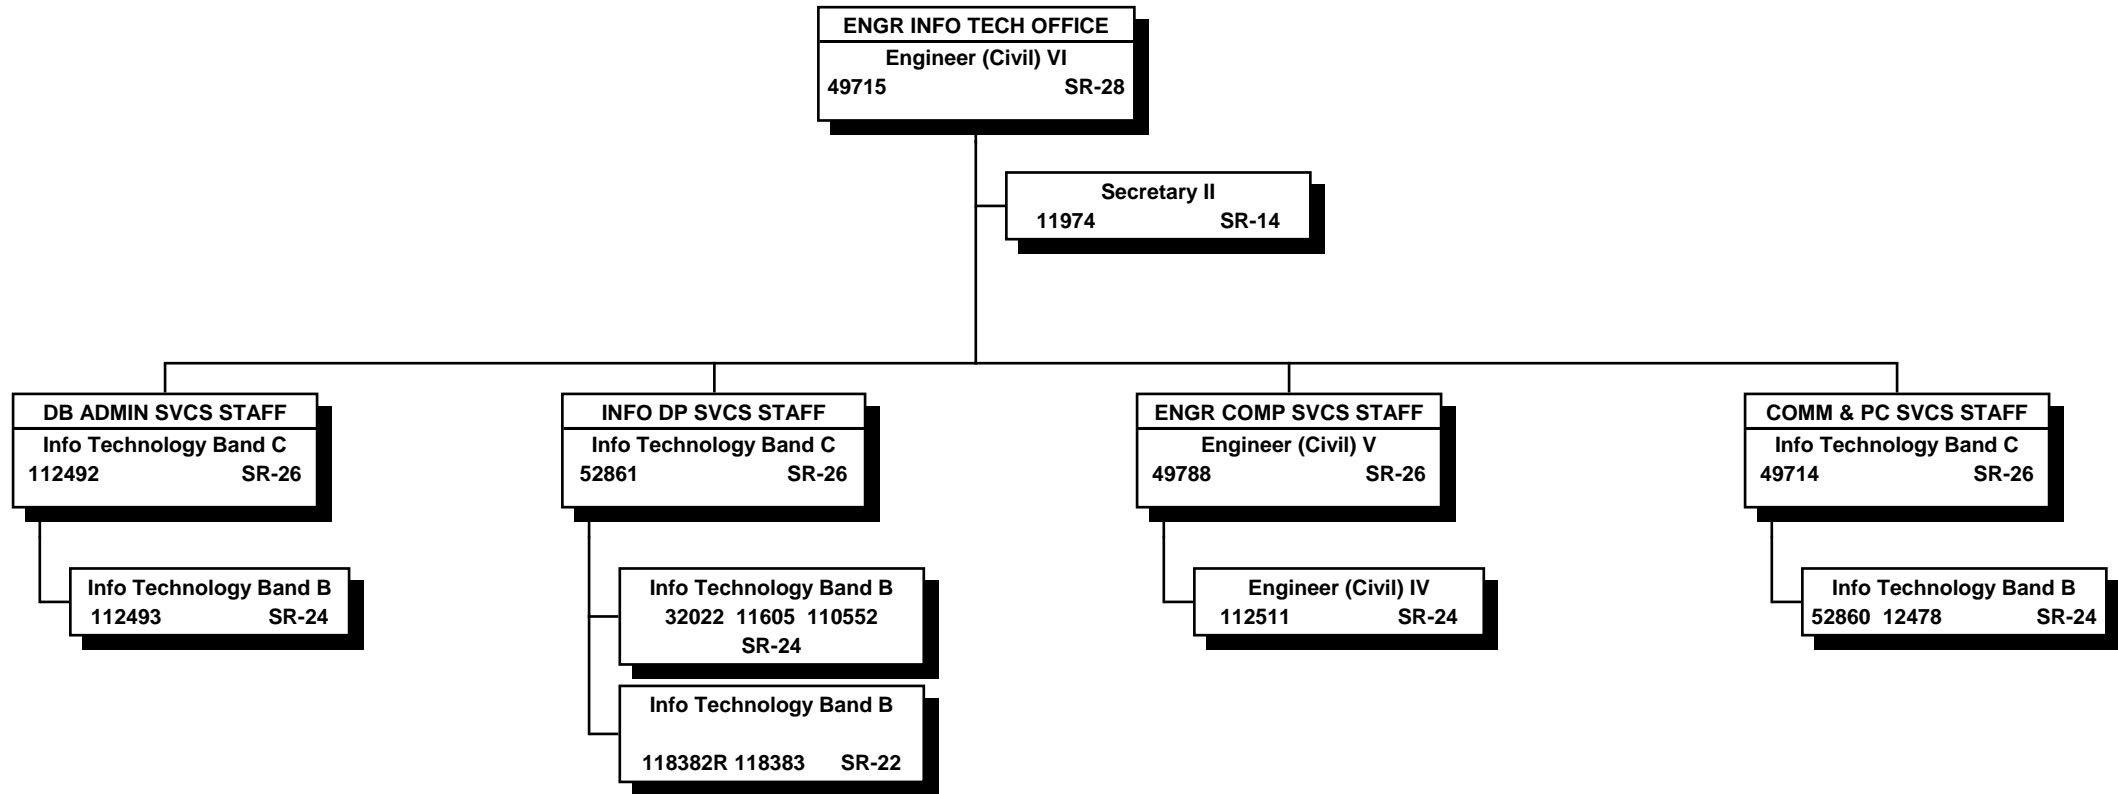 ENGR INFO TECH OFFICE
Engineer (Civil) VI
49715 SR-28
Secretary II
11974 SR-14
DB ADMIN SVCS STAFF
Info Technology Band C
112492 SR-26
Info Technology Band B
112493 SR-24
INFO DP SVCS STAFF
Info Technology Band C
52861 SR-26
Info Technology Band B
32022 11605 110552
SR-24
Info Technology Band B
118382R 118383 SR-22
ENGR COMP SVCS STAFF
Engineer (Civil) V
49788 SR-26
Engineer (Civil) IV
112511 SR-24
COMM & PC SVCS STAFF
Info Technology Band C
49714 SR-26
Info Technology Band B
52860 12478 SR-24